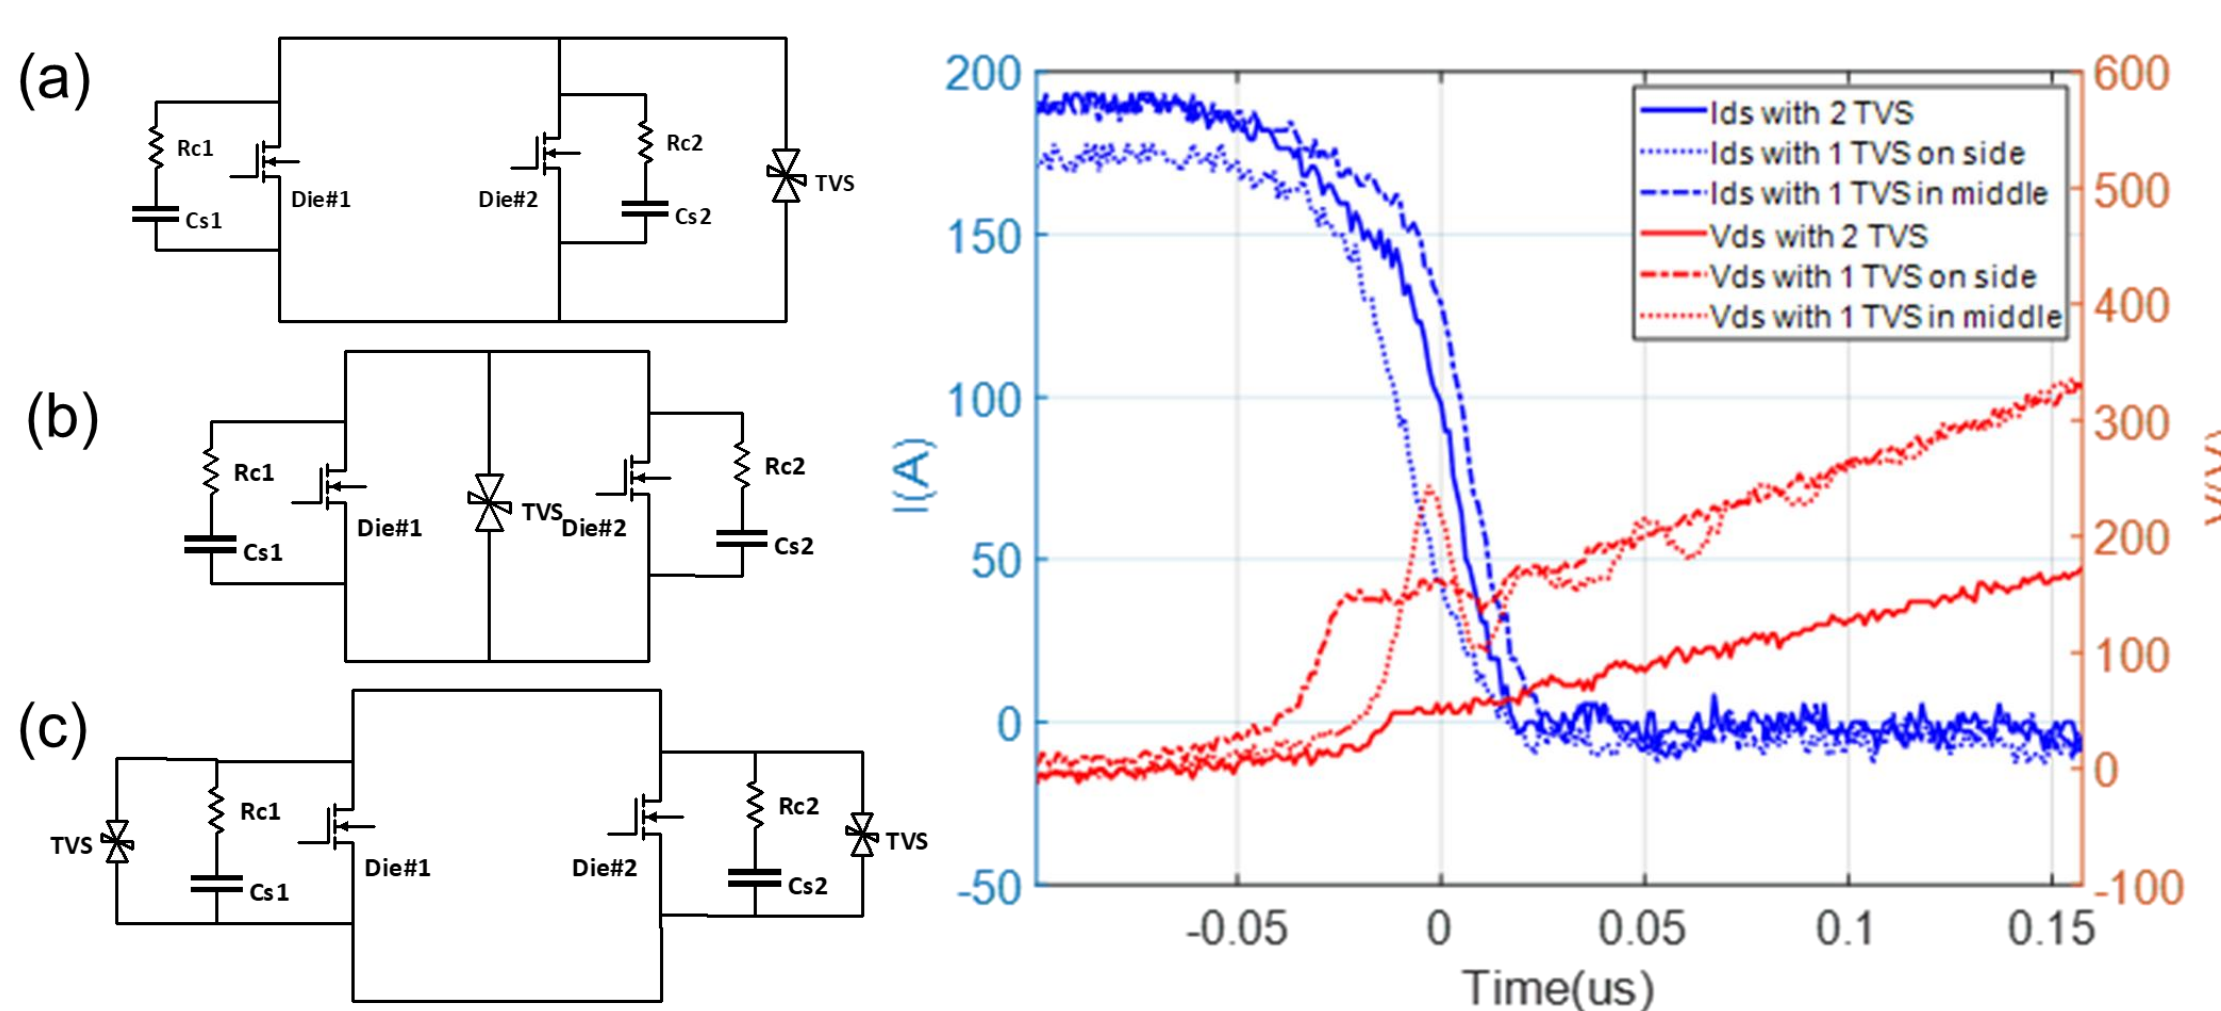 (a)
Rc1
Cs1
Die#1
Die#2
Rc2
Cs2
TVS
(b)
Rc1
Cs1
Die#1
TVS
Die#2
Rc2
Cs2
(c)
TVS
Rc1
Cs1
Die#1
Die#2
Rc2
Cs2
TVS
200
150
100
50
0
-50
I(A)
Ids with 2 TVS
Ids with 1 TVS on side
Ids with 1 TVS in middle
Vds with 2 TVS
Vds with 1 TVS on side
Vds with 1 TVS in middle
600
500
400
300
200
100
0
-100
-0.05
0
0.05
0.1
0.15
Time(us)